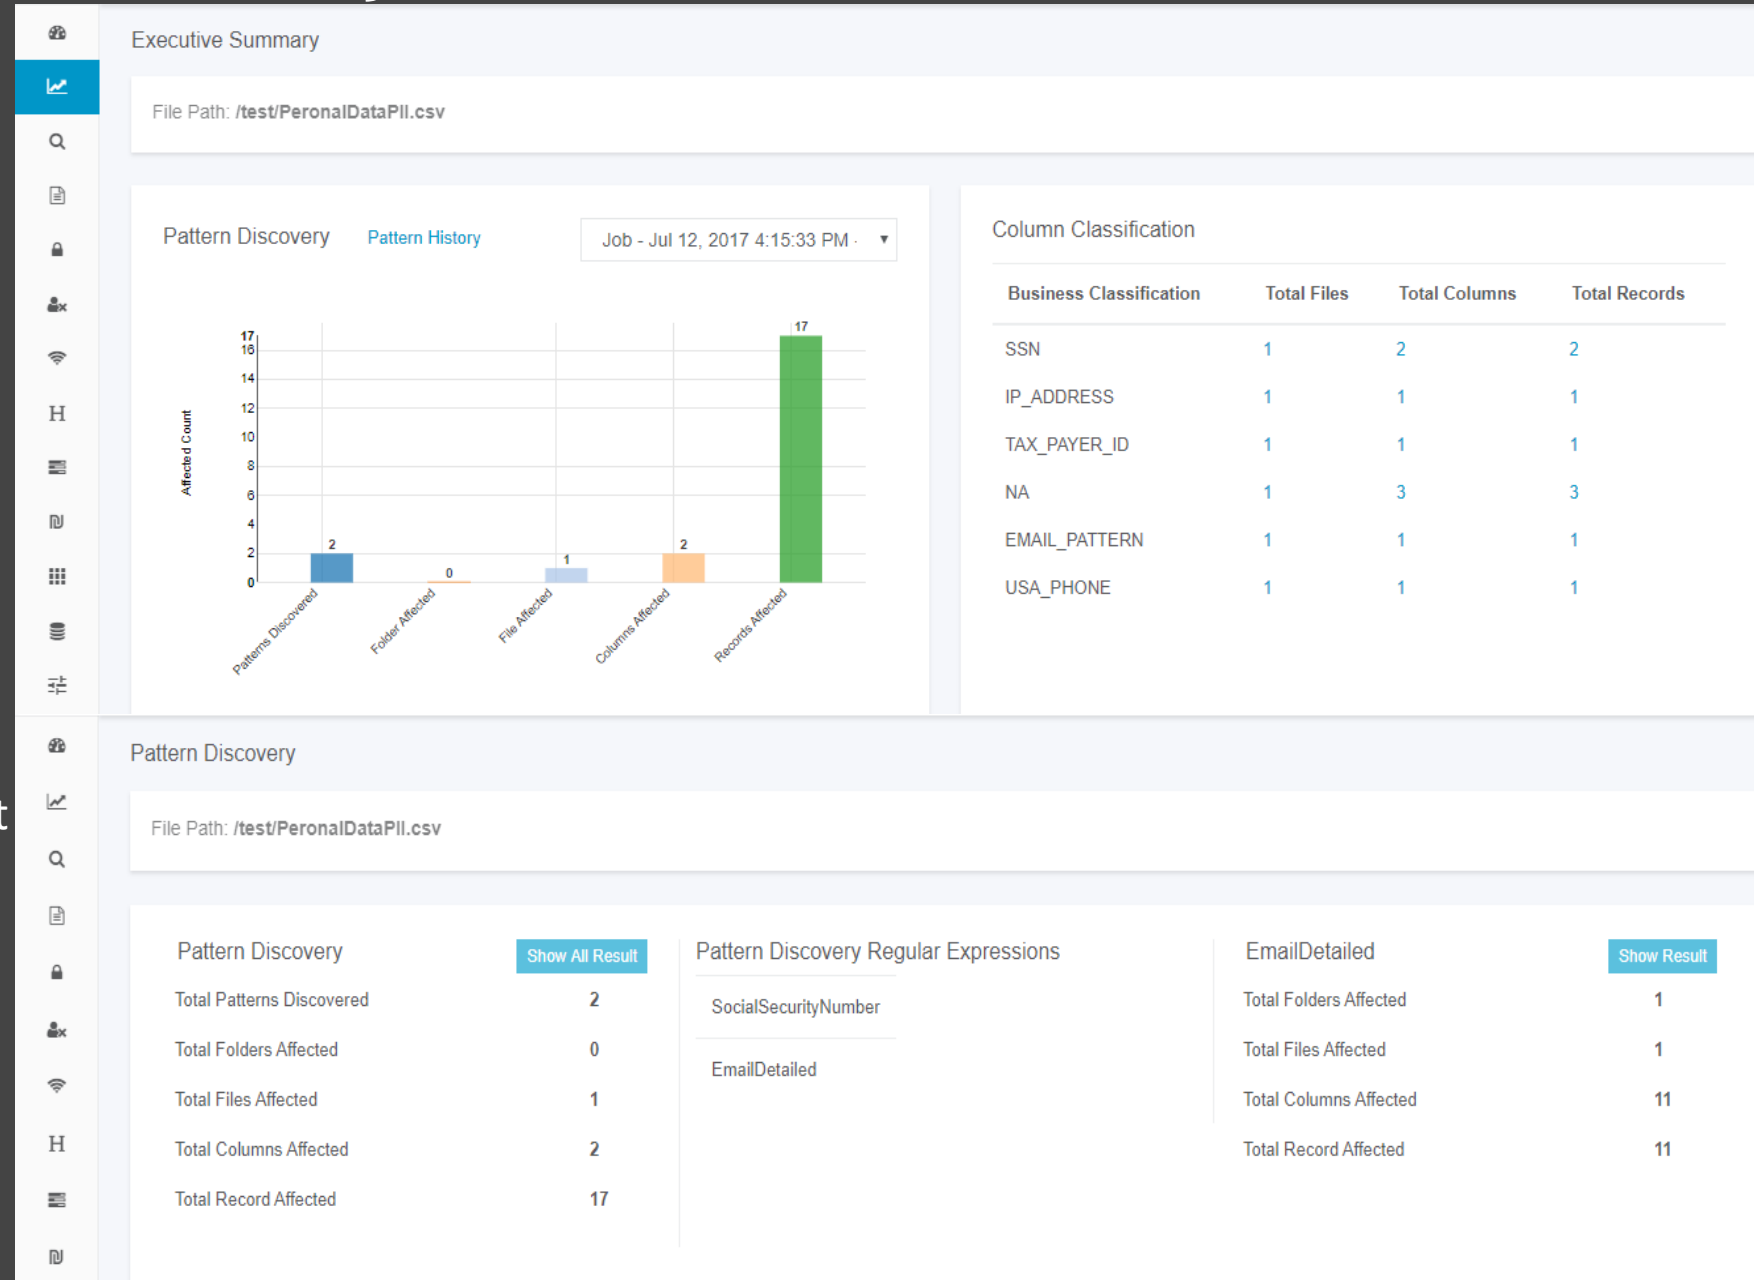 Executive Summary
File Path: /test/PeronalDataPII.csv
Pattern Discovery Pattern History Job - Jul 12, 2017 4:15:33 PM -
17
16
14
12
10
8
6
4
2
0
Affected Count
2
0
1
2
17
Patterns Discovered
Folder Affected
File Affected
Columns Affected
Records Affected
Column Classification
Business Classification Total Files Total Columns Total Records
SSN 1 2 2
IP_ADDRESS 1 1 1
TAX_PAYER_ID 1 1 1
NA 1 3 3
EMAIL_PATTERN 1 1 1
USA_PHONE 1 1 1
Pattern Discovery
File Path: /test/PeronalDataPII.csv
Pattern Discovery Show All Result
Total Patterns Discovered 2
Total Folders Affected 0
Total Files Affected 1
Total Columns Affected 2
Total Record Affected 17
Pattern Discovery Regular Expressions
SocialSecurityNumber
EmailDetailed
EmailDetailed Show Result
Total Folders Affected 1
Total Files Affected 1
Total Columns Affected 11
Total Record Affected 11